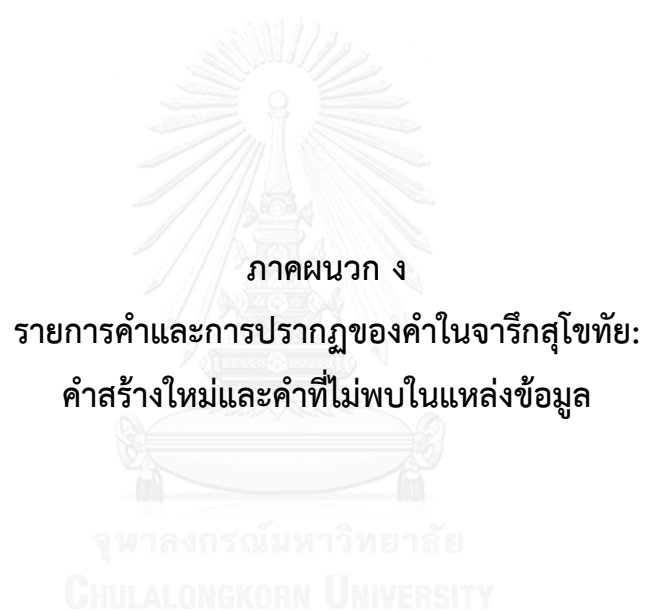 ภาคผนวก ง
รายการคำและการปรากฏของคำในจารึกสุโขทัย:
คำสร้างใหม่และคำที่ไม่พบในแหล่งข้อมูล
จุฬาลงกรณ์มหาวิทยาลัย
CHULALONGKORN UNIVERSITY